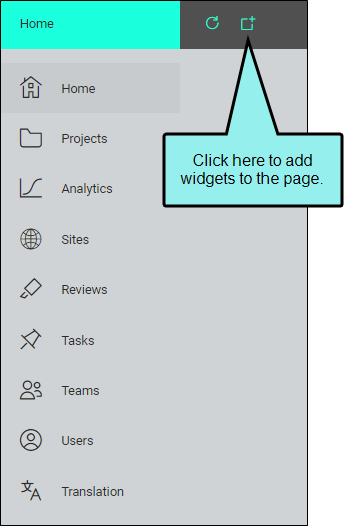 Home
Home
Click here to add
widgets to the page.
Projects
Analytics
Sites
Reviews
Tasks
Teams
Users
Translation